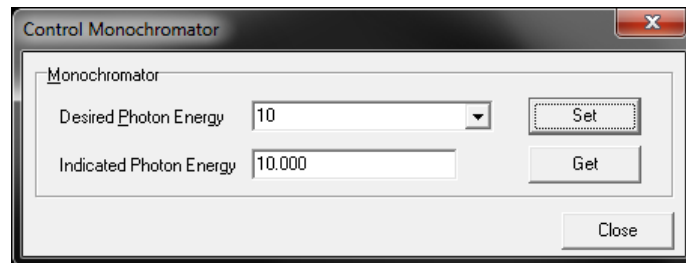 Control Monochromator
Monochromator
Desired Photon Energy 10 Set
Indicated Photon Energy 10.000 Get
Close